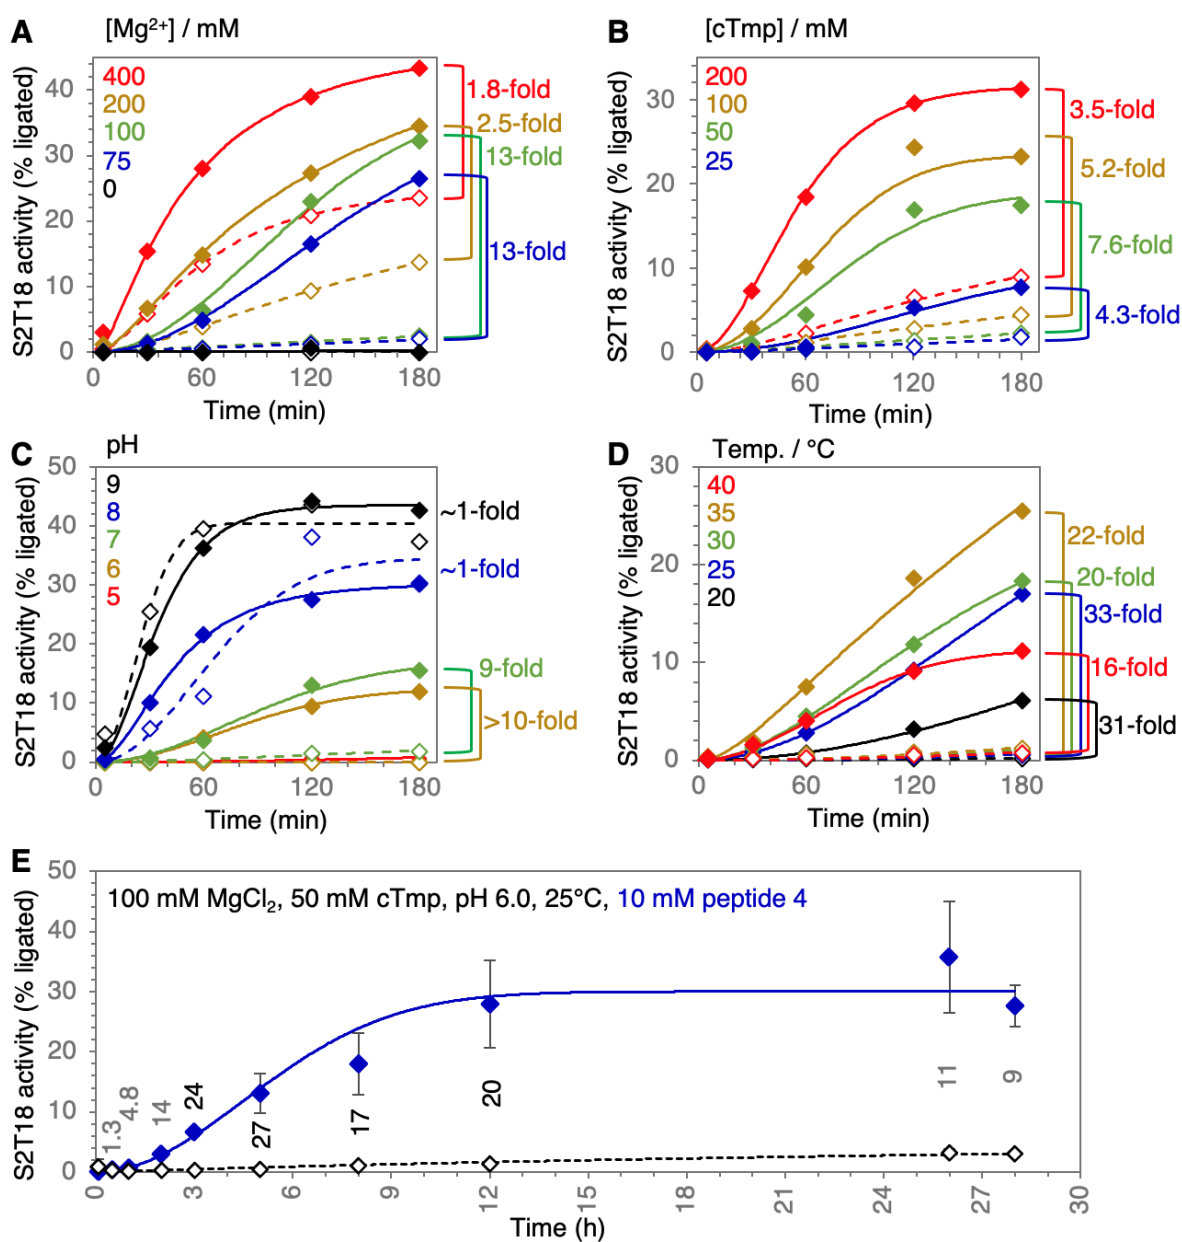 A
[Mg²⁺] / mM
S2T18 activity (% ligated)
400
200
100
75
0
40
30
20
10
0
0 60 120 180
Time (min)
1.8-fold
2.5-fold
13-fold
13-fold
B
[cTmp] / mM
S2T18 activity (% ligated)
200
100
50
25
30
20
10
0
0 60 120 180
Time (min)
3.5-fold
5.2-fold
7.6-fold
4.3-fold
C
pH
S2T18 activity (% ligated)
9
8
7
6
5
50
40
30
20
10
0
0 60 120 180
Time (min)
~1-fold
~1-fold
9-fold
>10-fold
D
Temp. / °C
S2T18 activity (% ligated)
40
35
30
25
20
30
20
10
0
0 60 120 180
Time (min)
22-fold
20-fold
33-fold
16-fold
31-fold
E
S2T18 activity (% ligated)
100 mM MgCl₂, 50 mM cTmp, pH 6.0, 25°C, 10 mM peptide 4
50
40
30
20
10
0
1.3
4.8
14
24
27
17
20
11
9
0 3 6 9 12 15 18 21 24 27 30
Time (h)